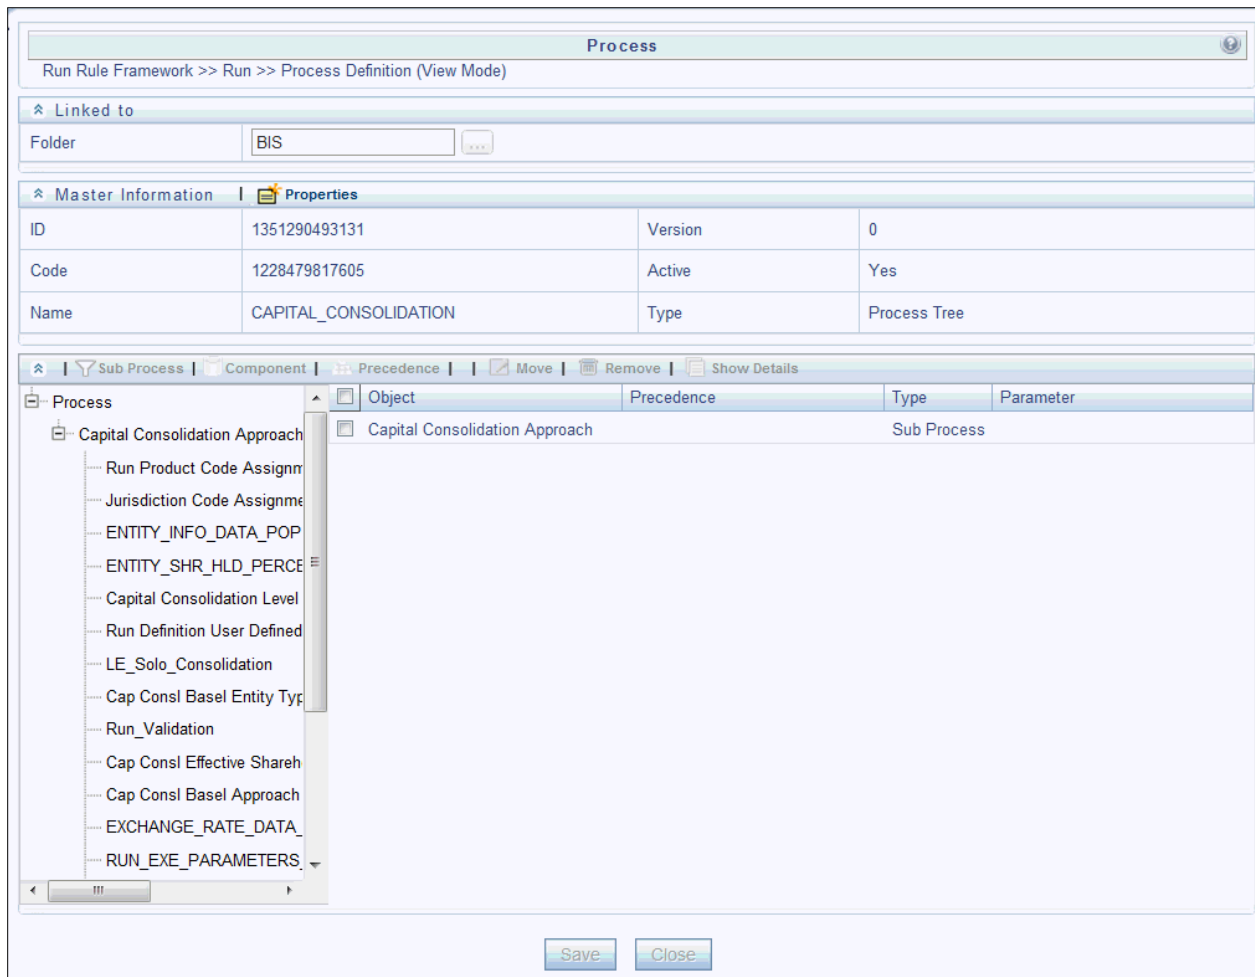 Process
Run Rule Framework >> Run >> Process Definition (View Mode)
Linked to
Folder BIS ...
Master Information | Properties
ID 1351290493131 Version 0
Code 1228479817605 Active Yes
Name CAPITAL_CONSOLIDATION Type Process Tree
| Sub Process | Component | Precedence | | Move | Remove | Show Details
Process
Capital Consolidation Approach
Run Product Code Assignm
Jurisdiction Code Assignme
ENTITY_INFO_DATA_POP
ENTITY_SHR_HLD_PERCE
Capital Consolidation Level
Run Definition User Defined
LE_Solo_Consolidation
Cap Consl Basel Entity Typ
Run_Validation
Cap Consl Effective Shareh
Cap Consl Basel Approach
EXCHANGE_RATE_DATA_
RUN_EXE_PARAMETERS_
Object Precedence Type Parameter
Capital Consolidation Approach Sub Process
Save Close